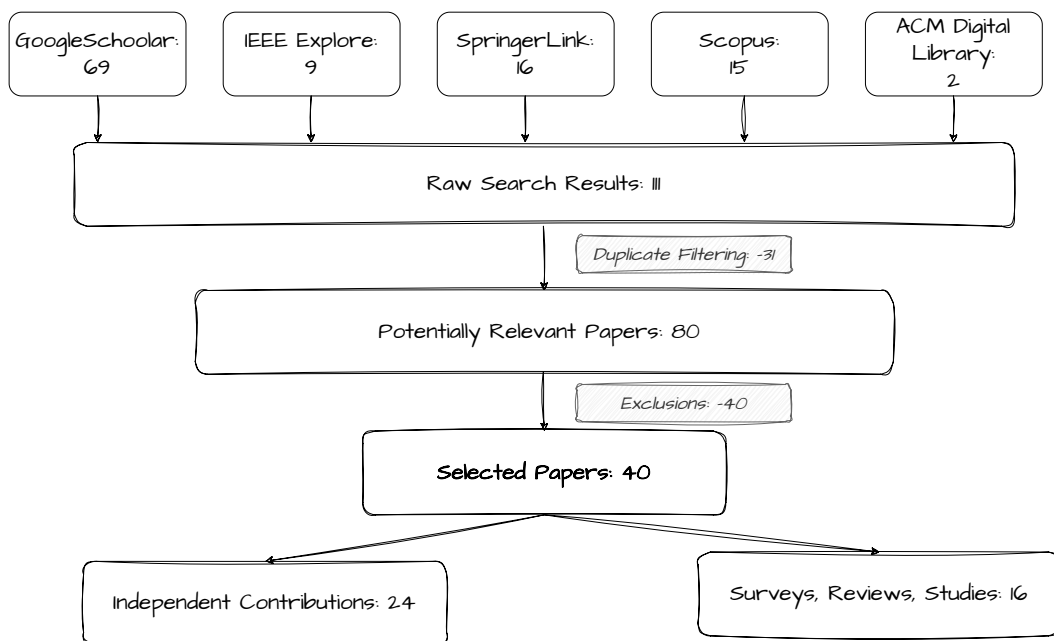 GoogleSchoolar:
69
IEEE Explore:
9
SpringerLink:
16
Scopus:
15
ACM Digital
Library:
2
Raw Search Results: 111
Duplicate Filtering: -31
Potentially Relevant Papers: 80
Exclusions: -40
Selected Papers: 40
Independent Contributions: 24
Surveys, Reviews, Studies: 16